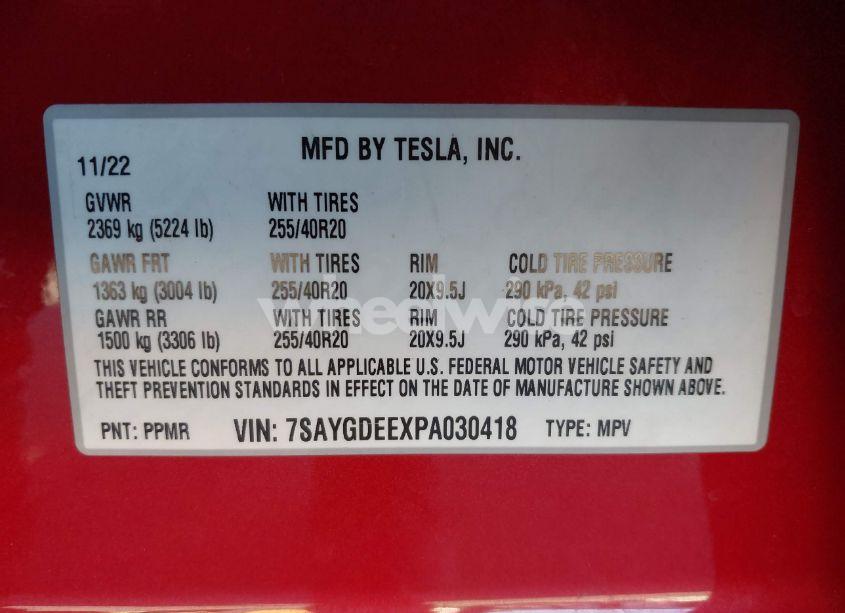 MFD BY TESLA, INC.
11/22
GVWR WITH TIRES
2369 kg (5224 lb) 255/40R20
GAWR FRT WITH TIRES RIM COLD TIRE PRESSURE
1363 kg (3004 lb) 255/40R20 20X9.5J 290 kPa, 42 psi
GAWR RR WITH TIRES RIM COLD TIRE PRESSURE
1500 kg (3306 lb) 255/40R20 20X9.5J 290 kPa, 42 psi
THIS VEHICLE CONFORMS TO ALL APPLICABLE U.S. FEDERAL MOTOR VEHICLE SAFETY AND
THEFT PREVENTION STANDARDS IN EFFECT ON THE DATE OF MANUFACTURE SHOWN ABOVE.
PNT: PPMR VIN: 7SAYGDEEXPA030418 TYPE: MPV
wheelwire